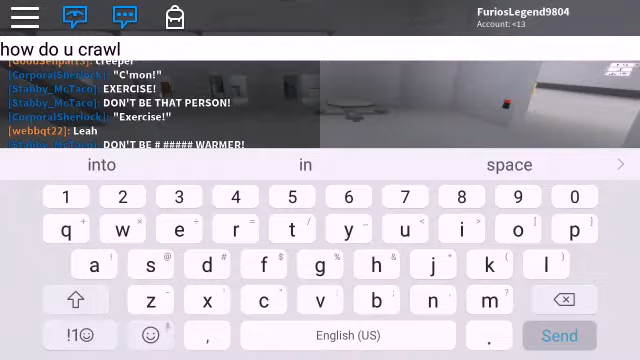 FuriosLegend9804
Account: <13
how do u crawl
[GoodSenpai13]: creeper
[CorporalSherlock]: "C'mon!"
[Stabby_McTaco]: EXERCISE!
[Stabby_McTaco]: DON'T BE THAT PERSON!
[CorporalSherlock]: "Exercise!"
[webbqt22]: Leah
[Stabby_McTaco]: DON'T BE # ##### WARMER!
into in space
1 2 3 4 5 6 7 8 9 0
q + w × e ÷ r = t / y _ u < i > o [ p ]
a ! s @ d # f $ g % h & j * k ( l )
z - x ' c " v : b ; n , m ?
!1☺ , English (US) . Send